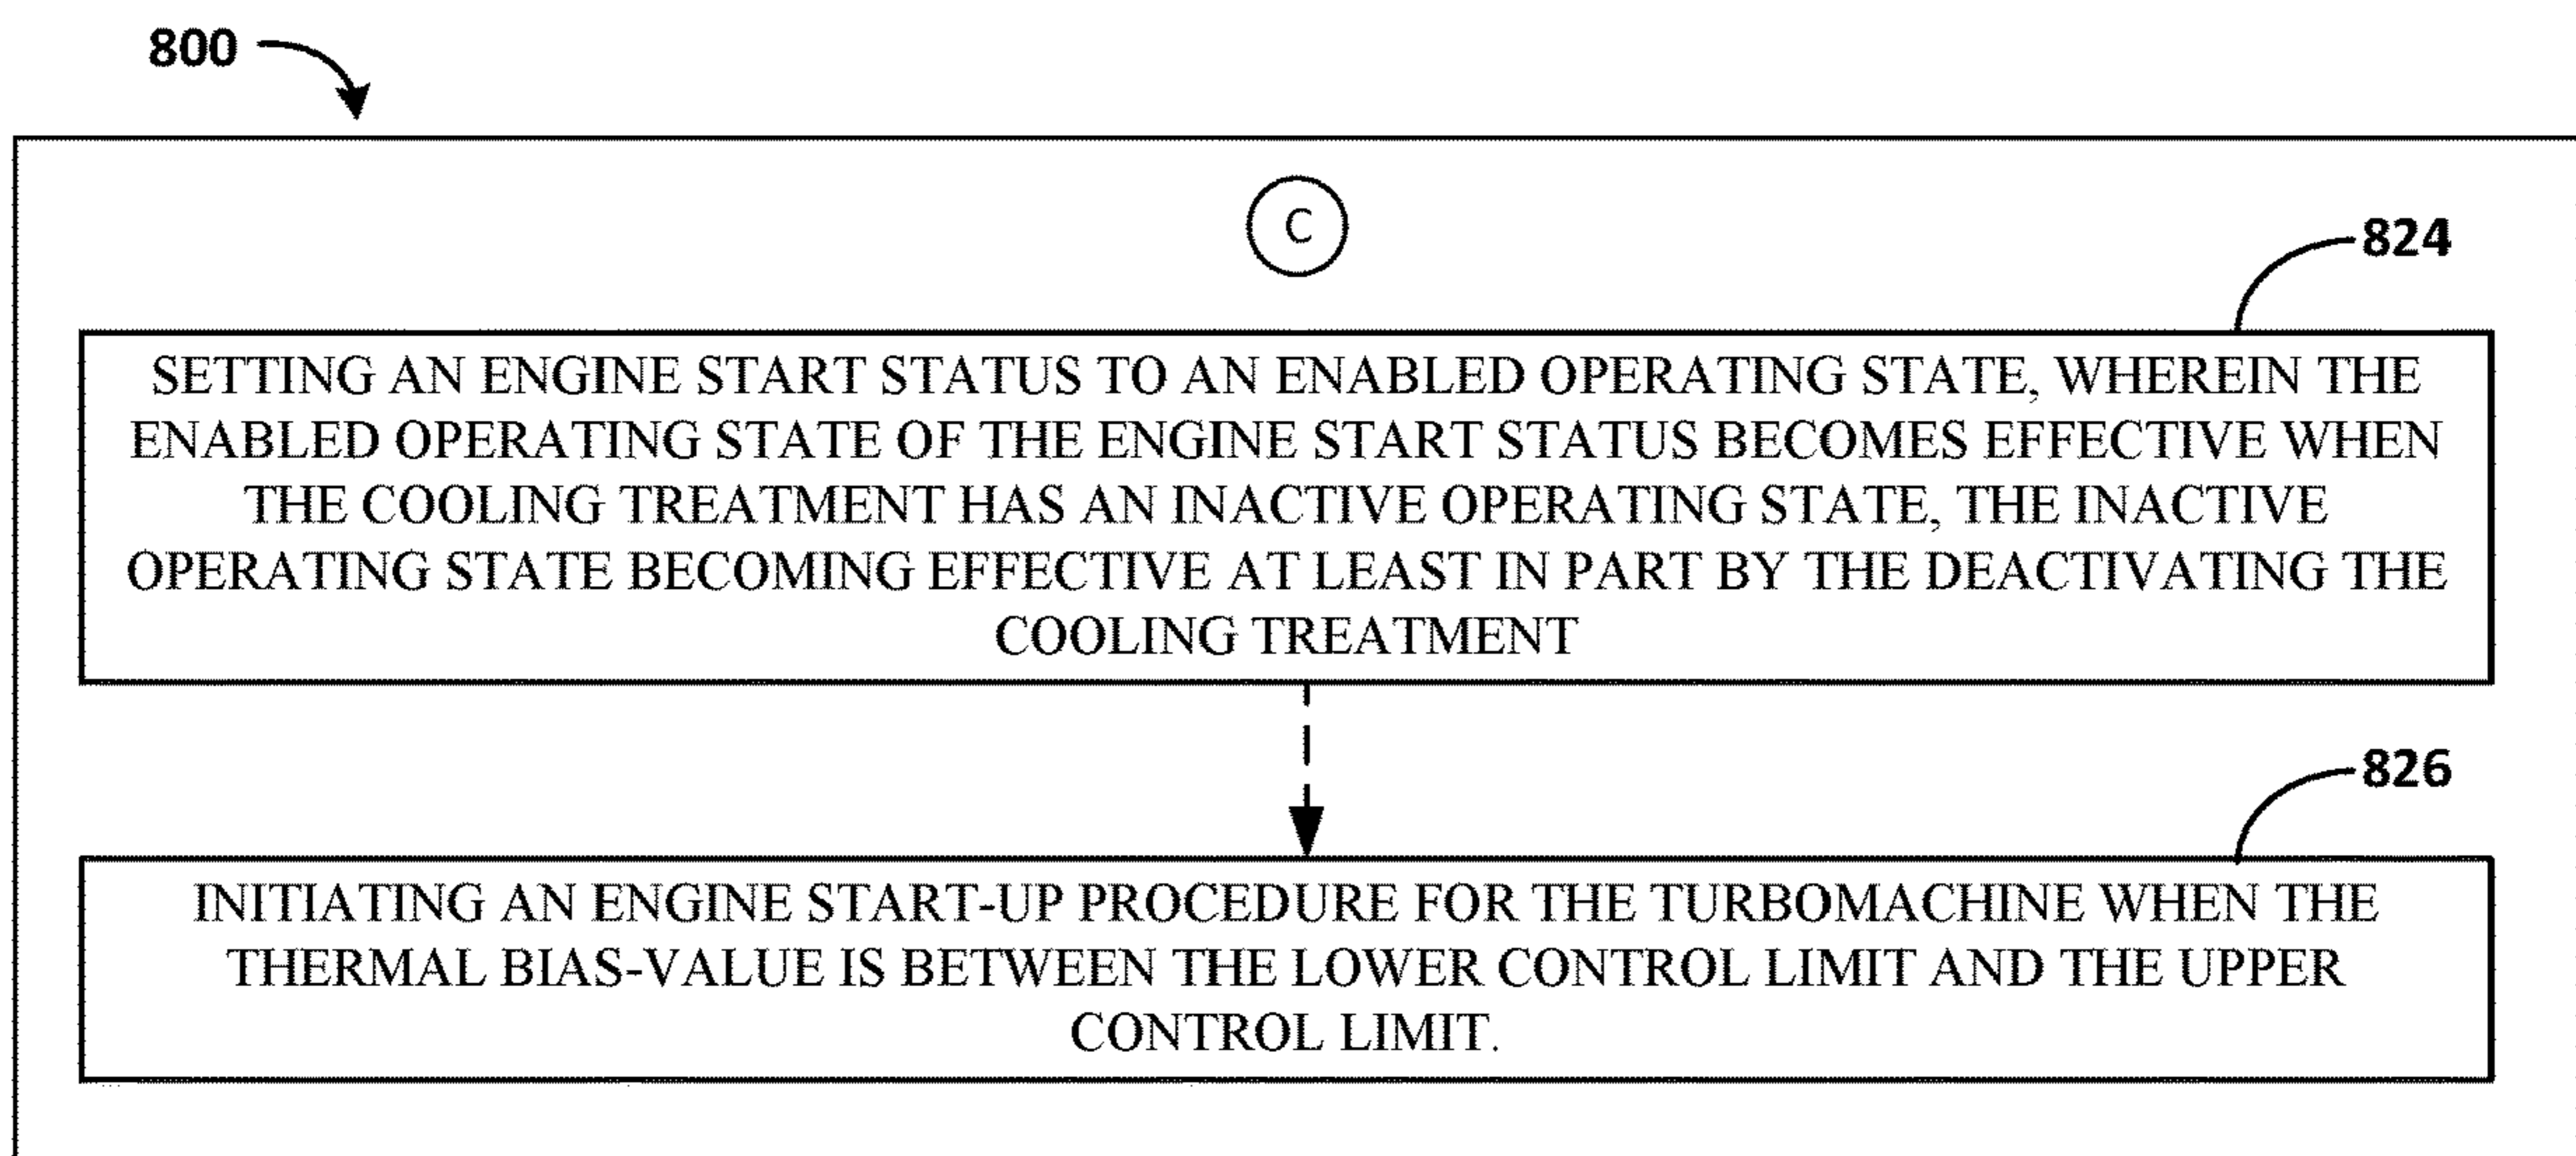 800
C
824
SETTING AN ENGINE START STATUS TO AN ENABLED OPERATING STATE, WHEREIN THE
ENABLED OPERATING STATE OF THE ENGINE START STATUS BECOMES EFFECTIVE WHEN
THE COOLING TREATMENT HAS AN INACTIVE OPERATING STATE, THE INACTIVE
OPERATING STATE BECOMING EFFECTIVE AT LEAST IN PART BY THE DEACTIVATING THE
COOLING TREATMENT
826
INITIATING AN ENGINE START-UP PROCEDURE FOR THE TURBOMACHINE WHEN THE
THERMAL BIAS-VALUE IS BETWEEN THE LOWER CONTROL LIMIT AND THE UPPER
CONTROL LIMIT.